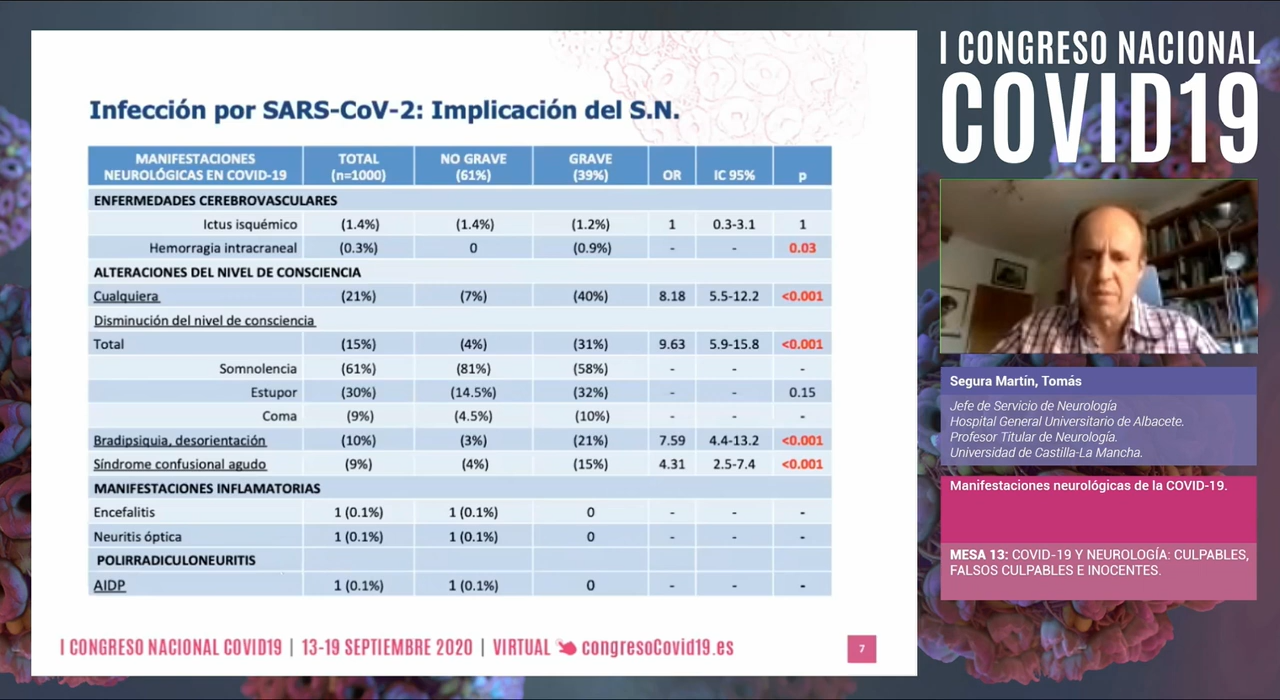 Infección por SARS-CoV-2: Implicación del S.N.
MANIFESTACIONES NEUROLÓGICAS EN COVID-19 TOTAL (n=1000) NO GRAVE (61%) GRAVE (39%) OR IC 95% p
ENFERMEDADES CEREBROVASCULARES
Ictus isquémico (1.4%) (1.4%) (1.2%) 1 0.3-3.1 1
Hemorragia intracraneal (0.3%) 0 (0.9%) - - 0.03
ALTERACIONES DEL NIVEL DE CONSCIENCIA
Cualquiera (21%) (7%) (40%) 8.18 5.5-12.2 <0.001
Disminución del nivel de consciencia
Total (15%) (4%) (31%) 9.63 5.9-15.8 <0.001
Somnolencia (61%) (81%) (58%) - - -
Estupor (30%) (14.5%) (32%) - - 0.15
Coma (9%) (4.5%) (10%) - - -
Bradipsiquia, desorientación (10%) (3%) (21%) 7.59 4.4-13.2 <0.001
Síndrome confusional agudo (9%) (4%) (15%) 4.31 2.5-7.4 <0.001
MANIFESTACIONES INFLAMATORIAS
Encefalitis 1 (0.1%) 1 (0.1%) 0 - - -
Neuritis óptica 1 (0.1%) 1 (0.1%) 0 - - -
POLIRRADICULONEURITIS
AIDP 1 (0.1%) 1 (0.1%) 0 - - -
I CONGRESO NACIONAL COVID19 | 13-19 SEPTIEMBRE 2020 | VIRTUAL congresoCovid19.es
7
I CONGRESO NACIONAL
COVID19
Segura Martín, Tomás
Jefe de Servicio de Neurología
Hospital General Universitario de Albacete.
Profesor Titular de Neurología.
Universidad de Castilla-La Mancha.
Manifestaciones neurológicas de la COVID-19.
MESA 13: COVID-19 Y NEUROLOGÍA: CULPABLES,
FALSOS CULPABLES E INOCENTES.